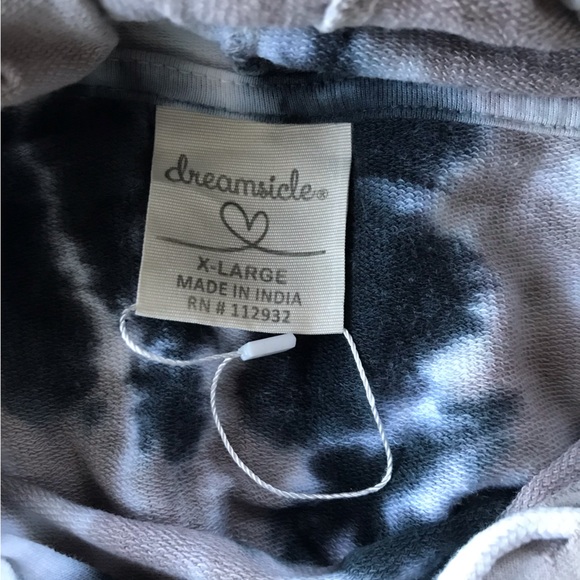 dreamsicle®
X-LARGE
MADE IN INDIA
RN # 112932